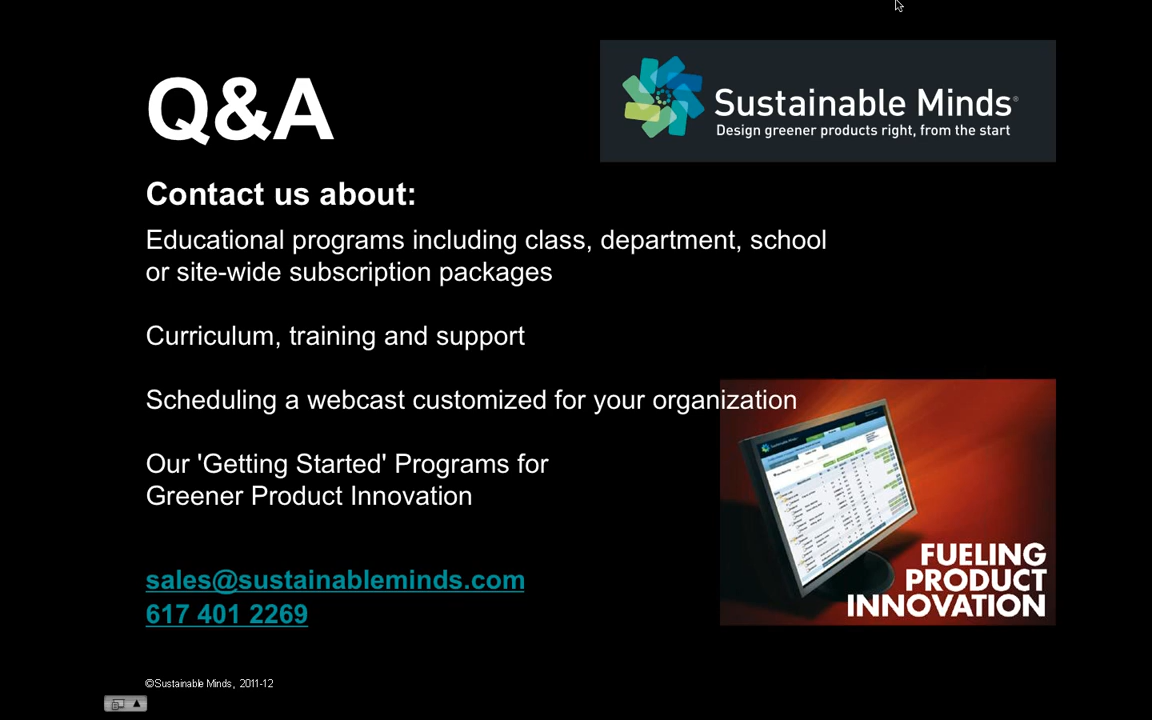 Q&A
Sustainable Minds®
Design greener products right, from the start
Contact us about:
Educational programs including class, department, school
or site-wide subscription packages
Curriculum, training and support
Scheduling a webcast customized for your organization
Our 'Getting Started' Programs for
Greener Product Innovation
Sustainable Minds
FUELING
PRODUCT
INNOVATION
sales@sustainableminds.com
617 401 2269
©Sustainable Minds, 2011-12